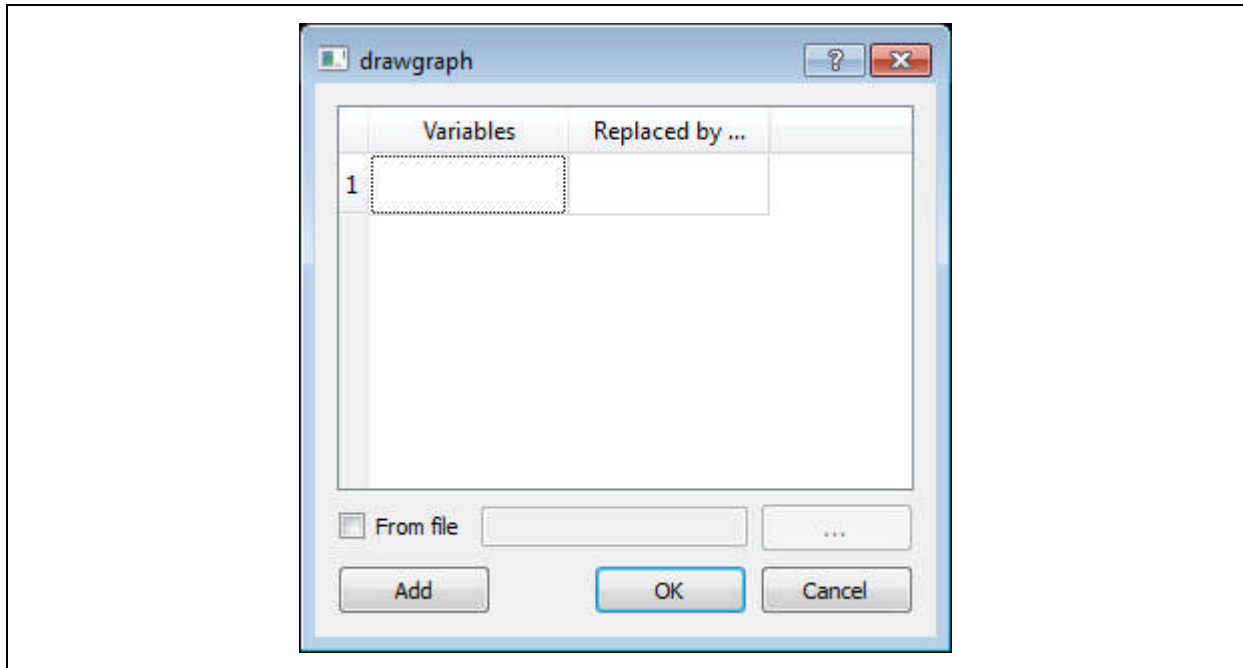 drawgraph
Variables Replaced by ...
1
From file ...
Add OK Cancel